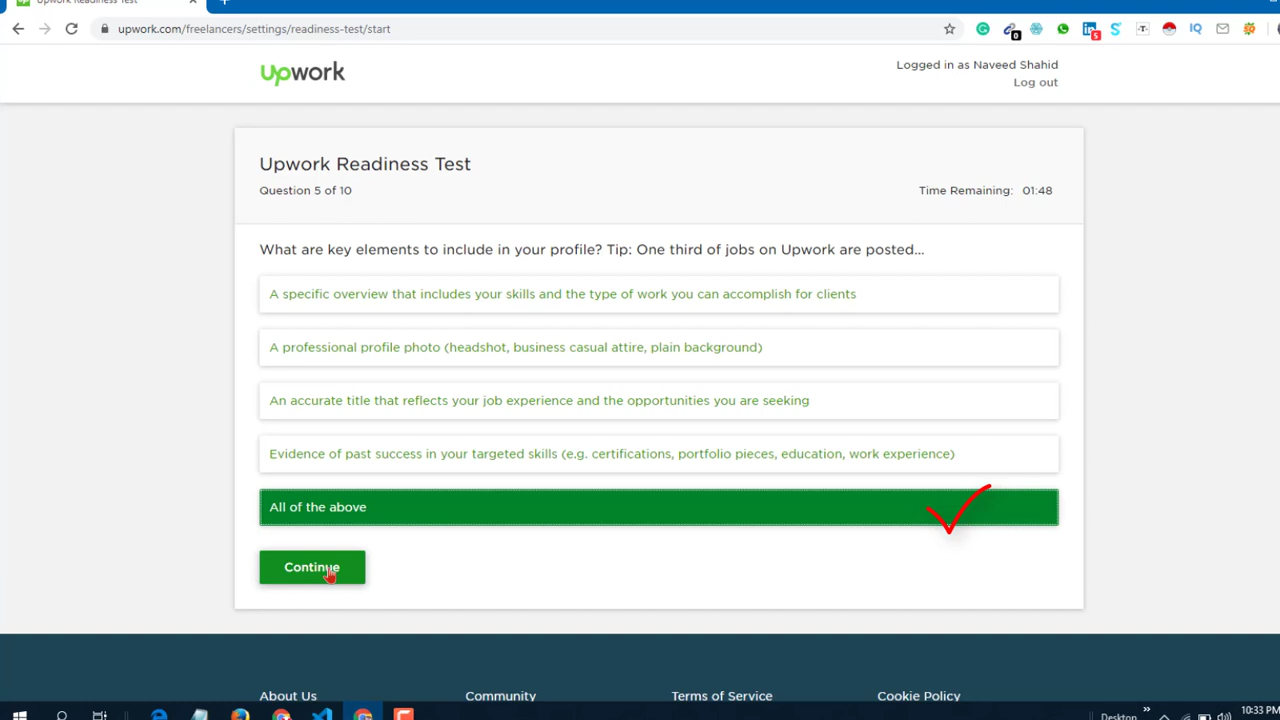 Upwork Readiness Test
upwork.com/freelancers/settings/readiness-test/start
0
5
-T-
IQ
Upwork
Logged in as Naveed Shahid
Log out
Upwork Readiness Test
Question 5 of 10
Time Remaining: 01:48
What are key elements to include in your profile? Tip: One third of jobs on Upwork are posted...
A specific overview that includes your skills and the type of work you can accomplish for clients
A professional profile photo (headshot, business casual attire, plain background)
An accurate title that reflects your job experience and the opportunities you are seeking
Evidence of past success in your targeted skills (e.g. certifications, portfolio pieces, education, work experience)
All of the above
Continue
About Us
Community
Terms of Service
Cookie Policy
Desktop
10:33 PM